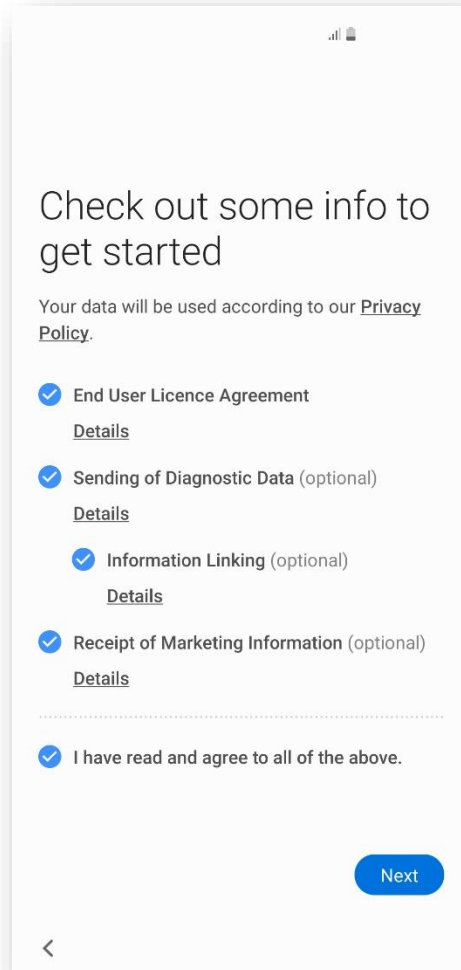 Check out some info to
get started
Your data will be used according to our Privacy
Policy.
End User Licence Agreement
Details
Sending of Diagnostic Data (optional)
Details
Information Linking (optional)
Details
Receipt of Marketing Information (optional)
Details
I have read and agree to all of the above.
Next